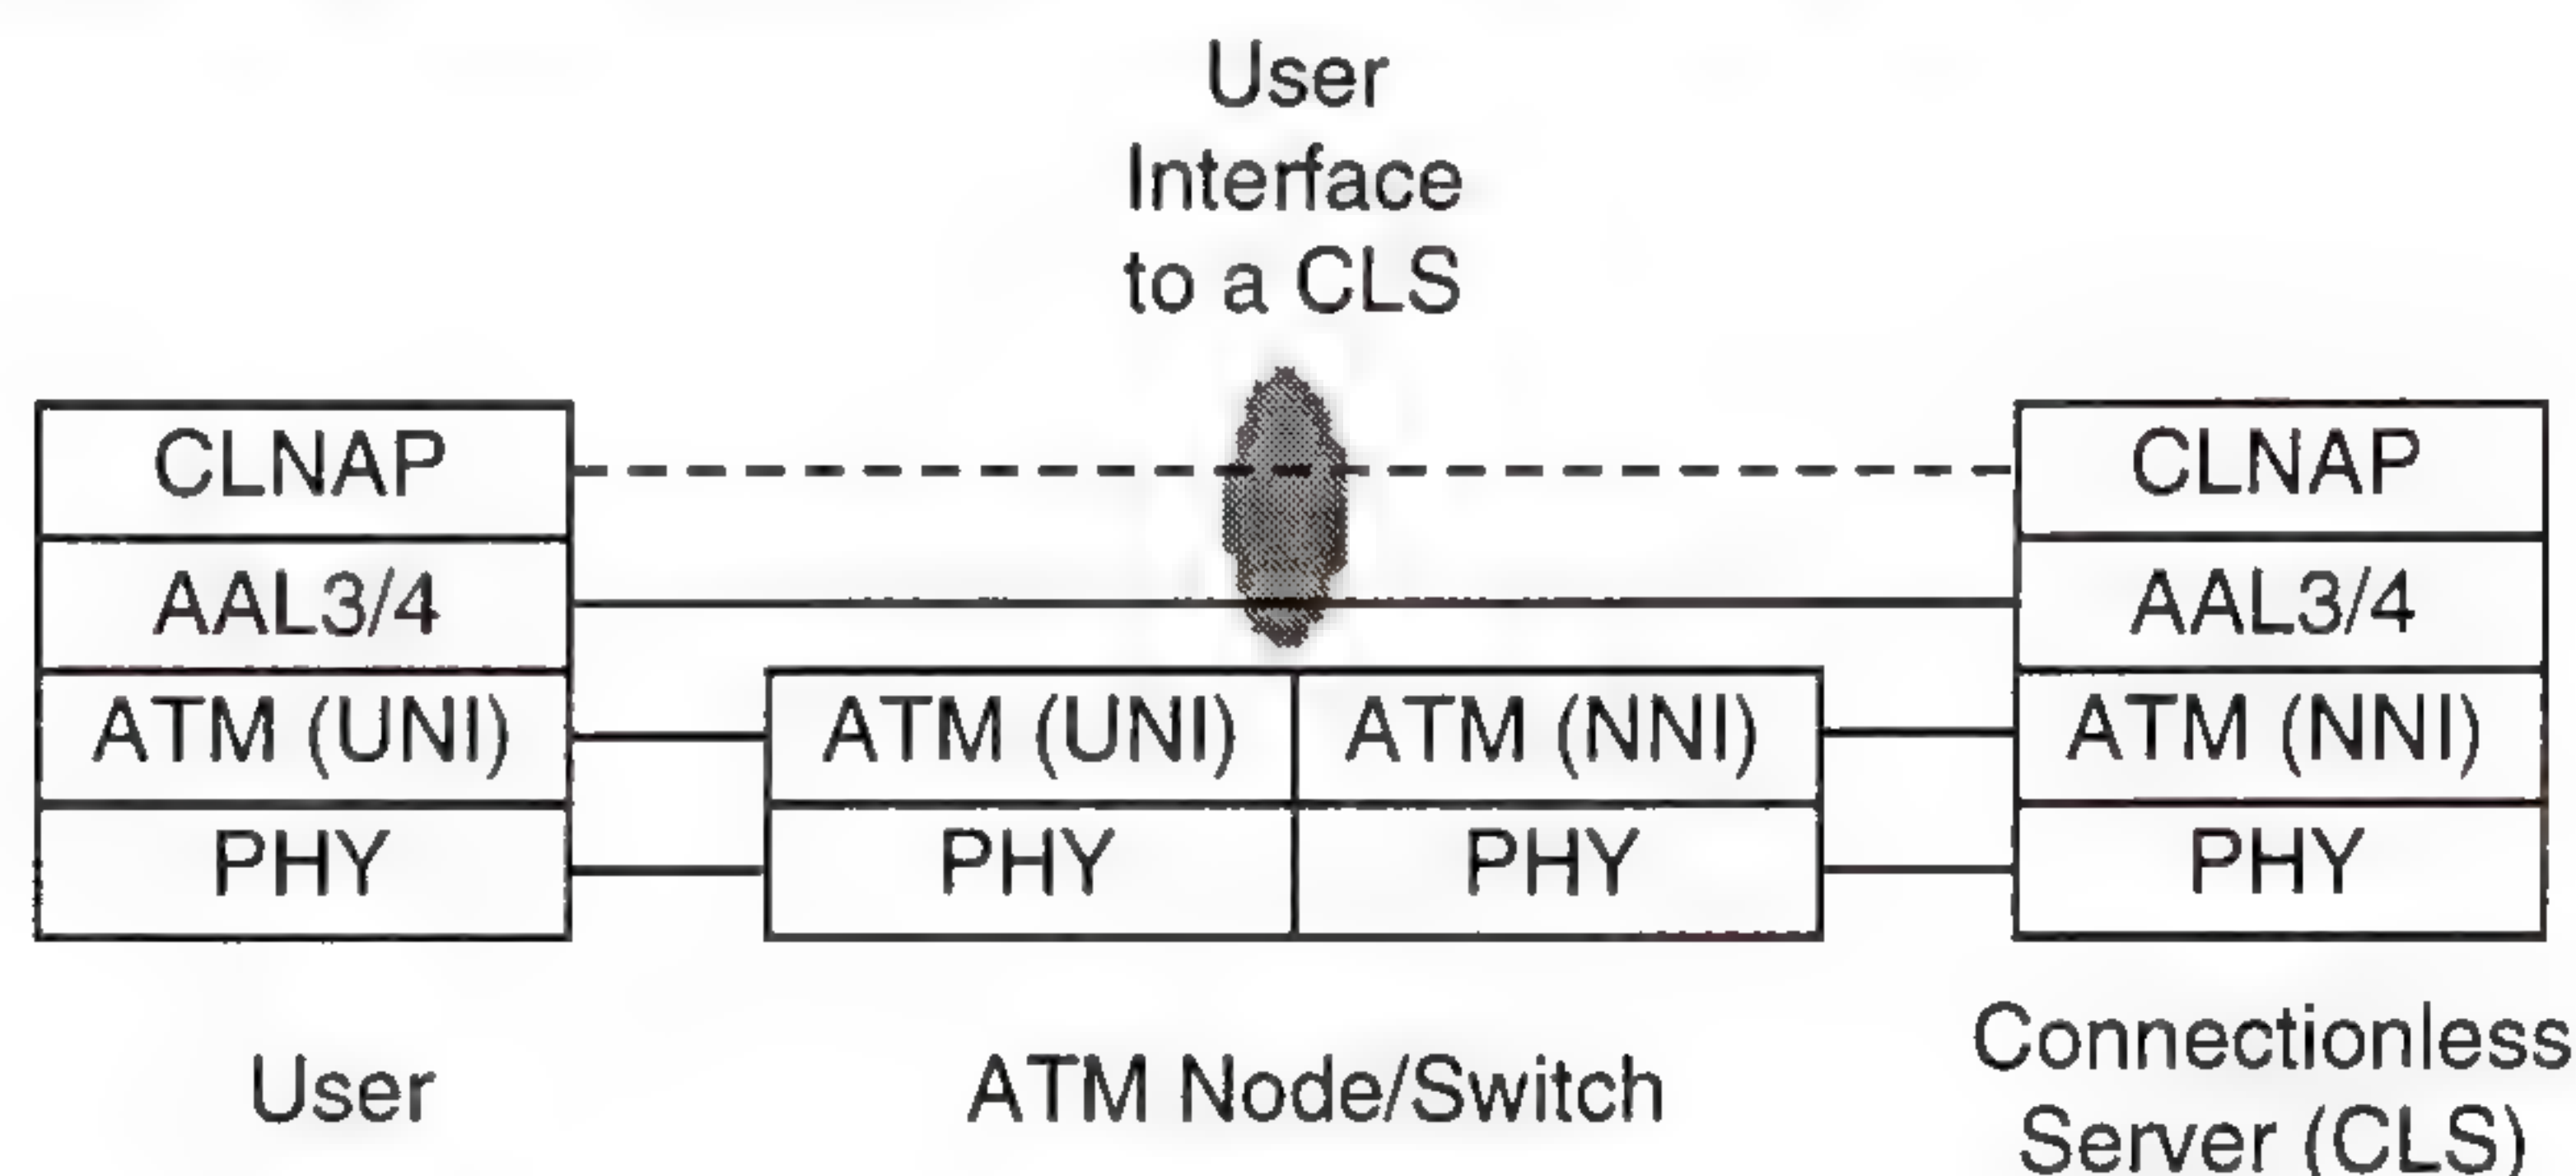 User
Interface
to a CLS
CLNAP
CLNAP
AAL3/4
AAL3/4
ATM (UNI)
ATM (UNI)
ATM (NNI)
ATM (NNI)
PHY
PHY
PHY
PHY
User
ATM Node/Switch
Connectionless
Server (CLS)